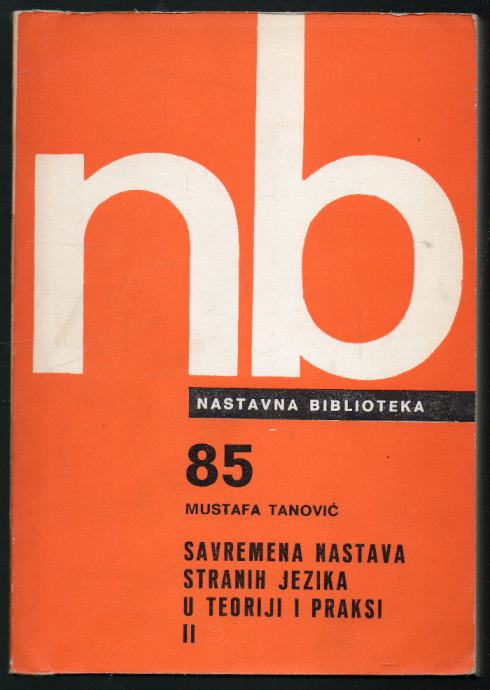 nb
NASTAVNA BIBLIOTEKA
85
MUSTAFA TANOVIĆ
SAVREMENA NASTAVA
STRANIH JEZIKA
U TEORIJI I PRAKSI
II